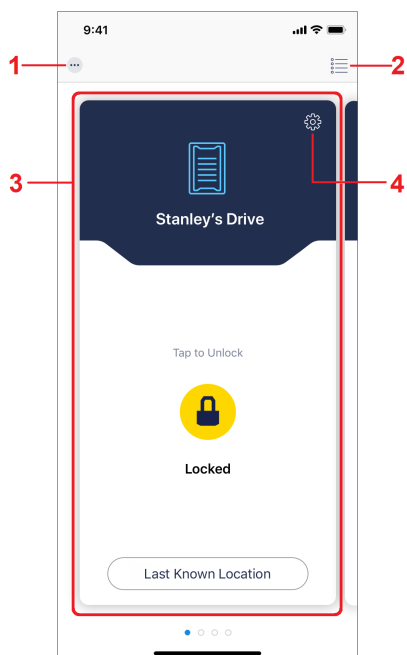 9:41
1
2
3
4
Stanley's Drive
Tap to Unlock
Locked
Last Known Location